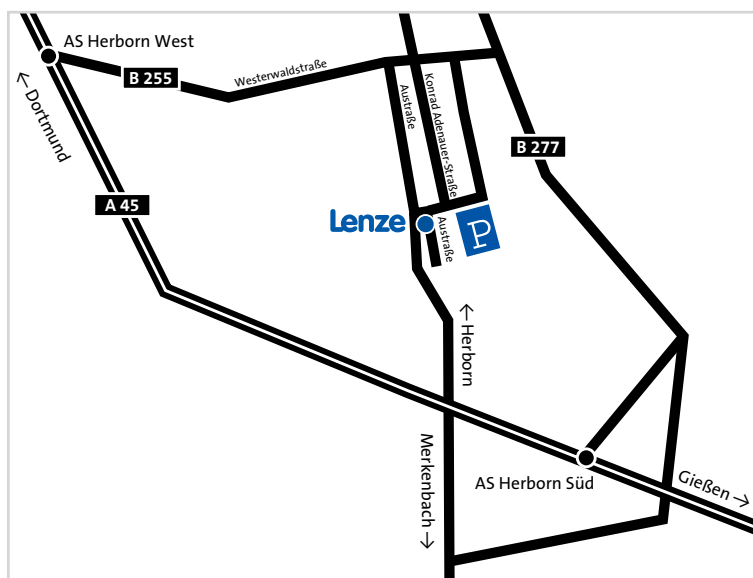 AS Herborn West
B 255
Westerwaldstraße
← Dortmund
Austraße
Konrad Adenauer-Straße
B 277
A 45
Lenze
P
Austraße
← Herborn
Merkenbach →
AS Herborn Süd
Gießen →